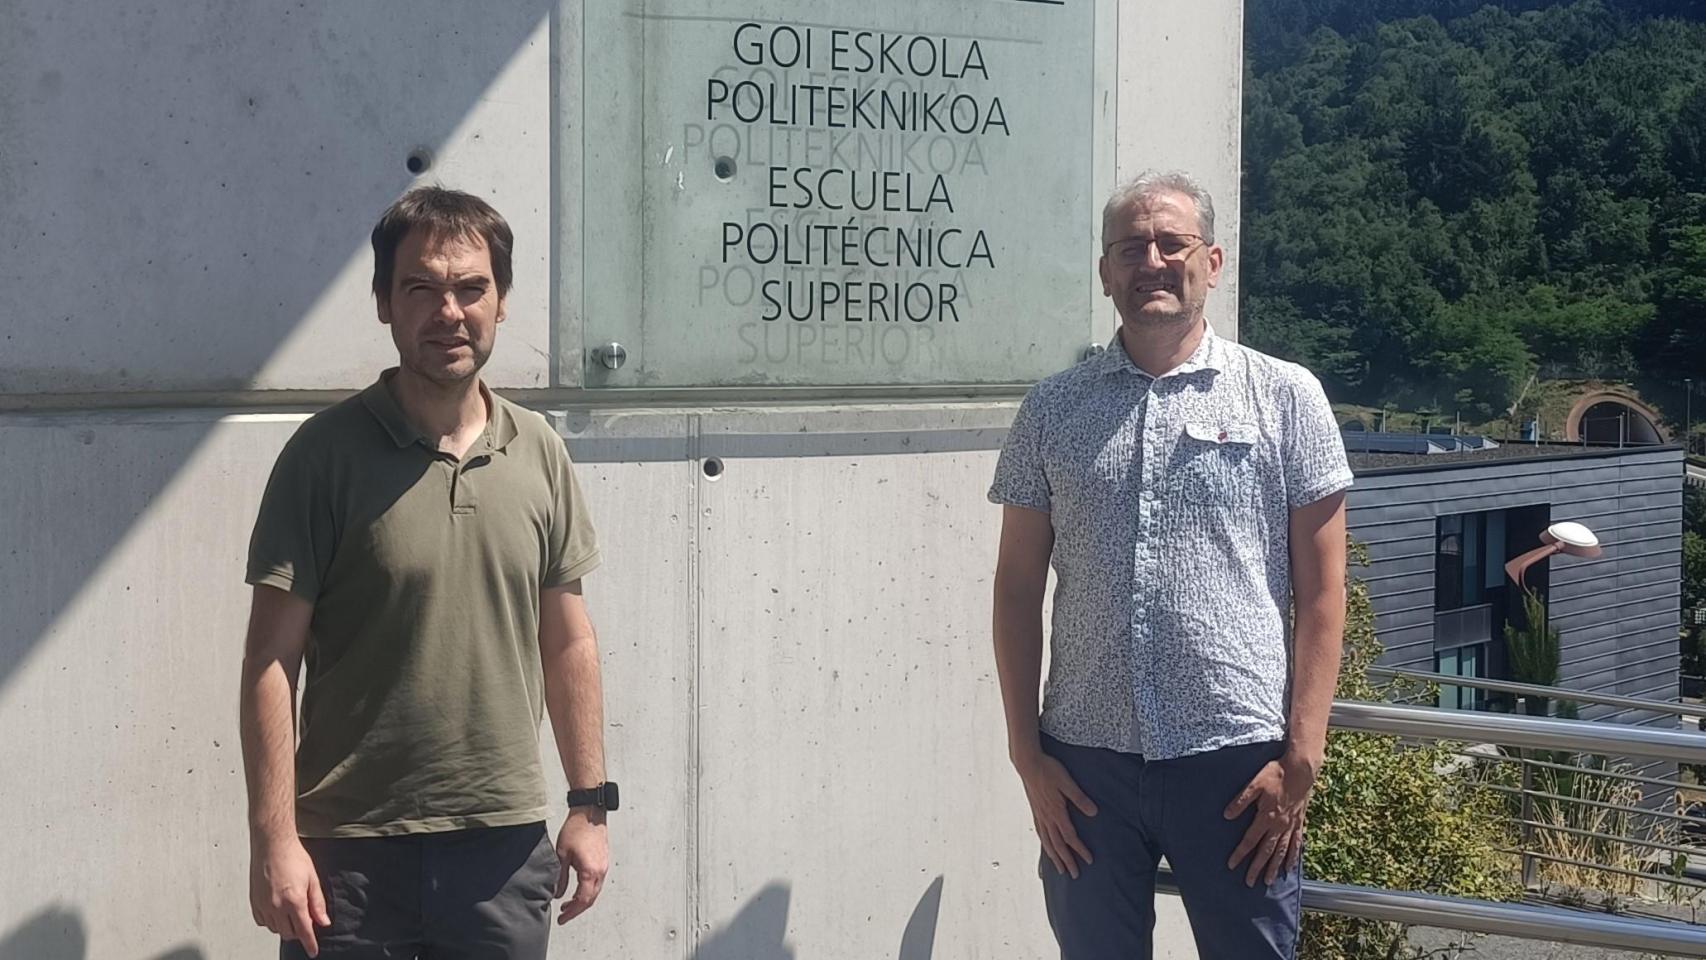 GOI ESKOLA
POLITEKNIKOA
ESCUELA
POLITÉCNICA
SUPERIOR